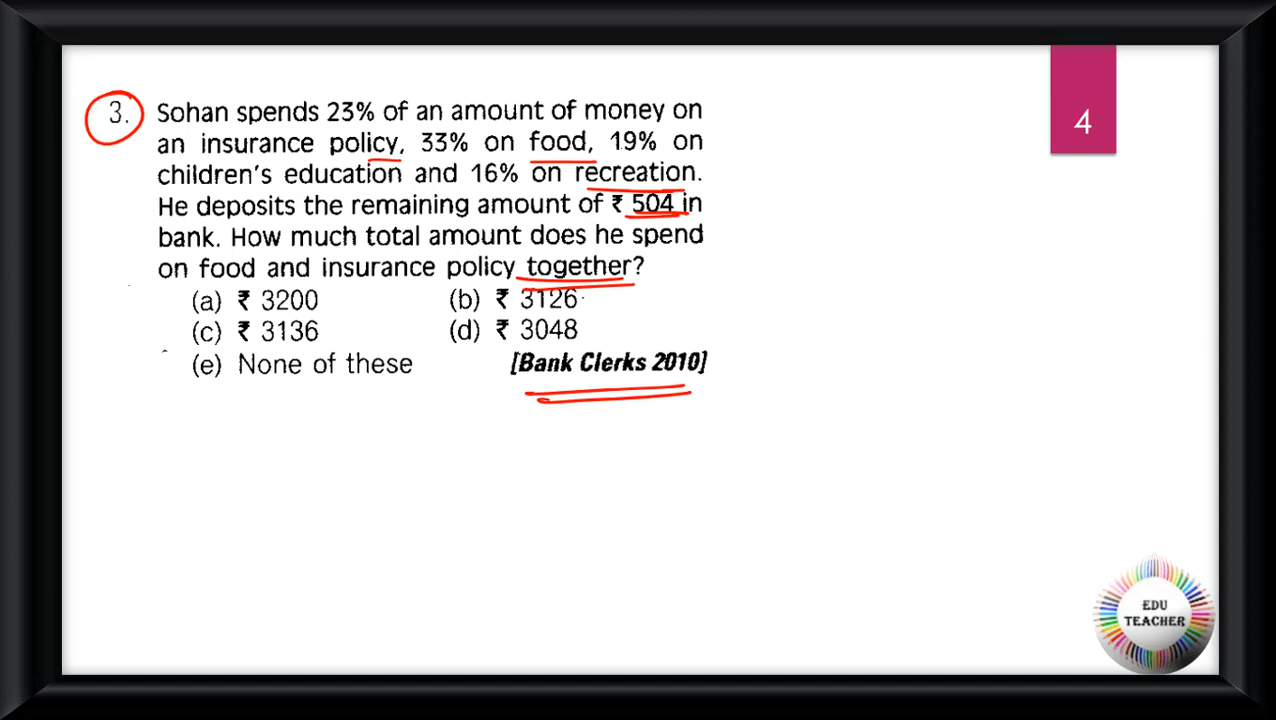 3. Sohan spends 23% of an amount of money on
an insurance policy, 33% on food, 19% on
children's education and 16% on recreation.
He deposits the remaining amount of ₹ 504 in
bank. How much total amount does he spend
on food and insurance policy together?
(a) ₹ 3200 (b) ₹ 3126
(c) ₹ 3136 (d) ₹ 3048
(e) None of these [Bank Clerks 2010]
4
EDU
TEACHER